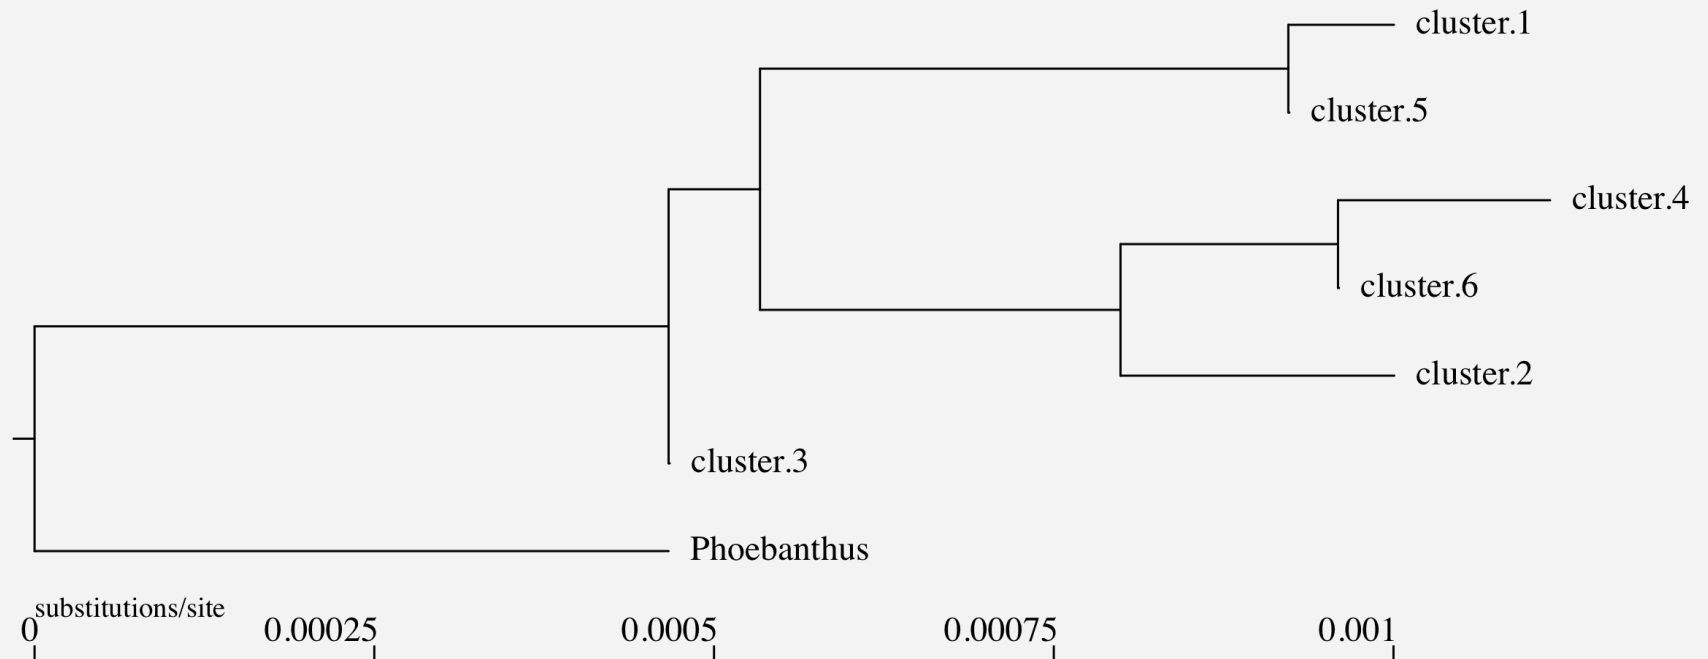 cluster.1
cluster.5
cluster.4
cluster.6
cluster.2
cluster.3
Phoebanthus
substitutions/site
0 0.00025 0.0005 0.00075 0.001